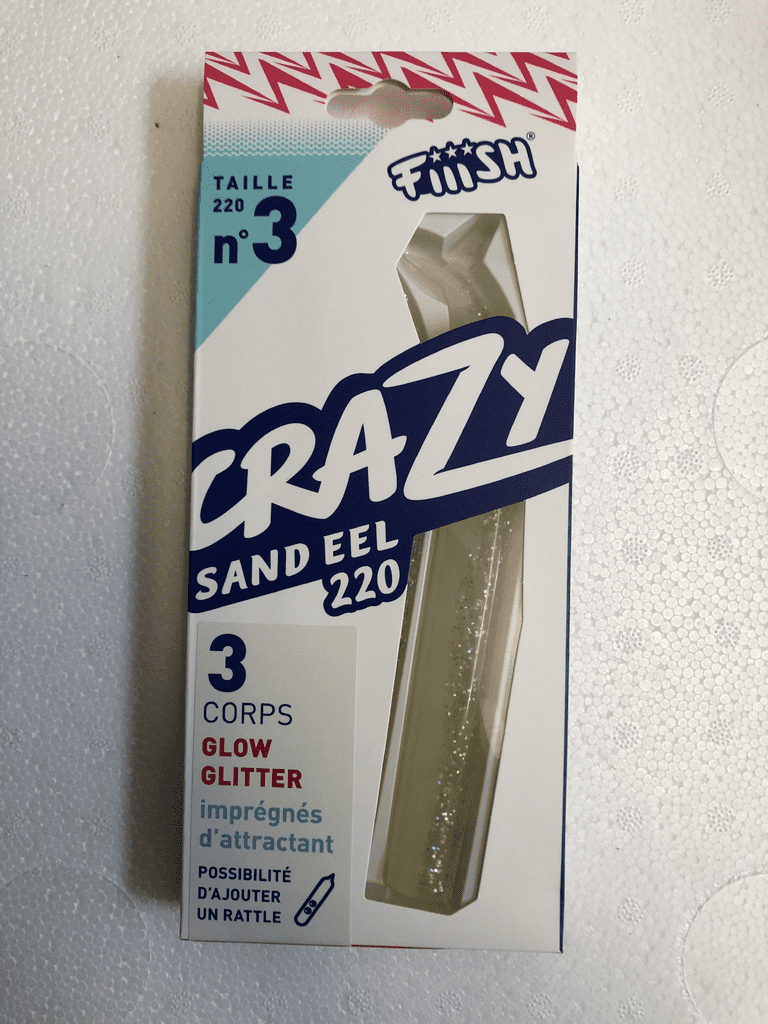 FIIISH®
TAILLE
220
n°3
CRAZY
SAND EEL
220
3
CORPS
GLOW
GLITTER
imprégnés
d'attractant
POSSIBILITÉ
D'AJOUTER
UN RATTLE